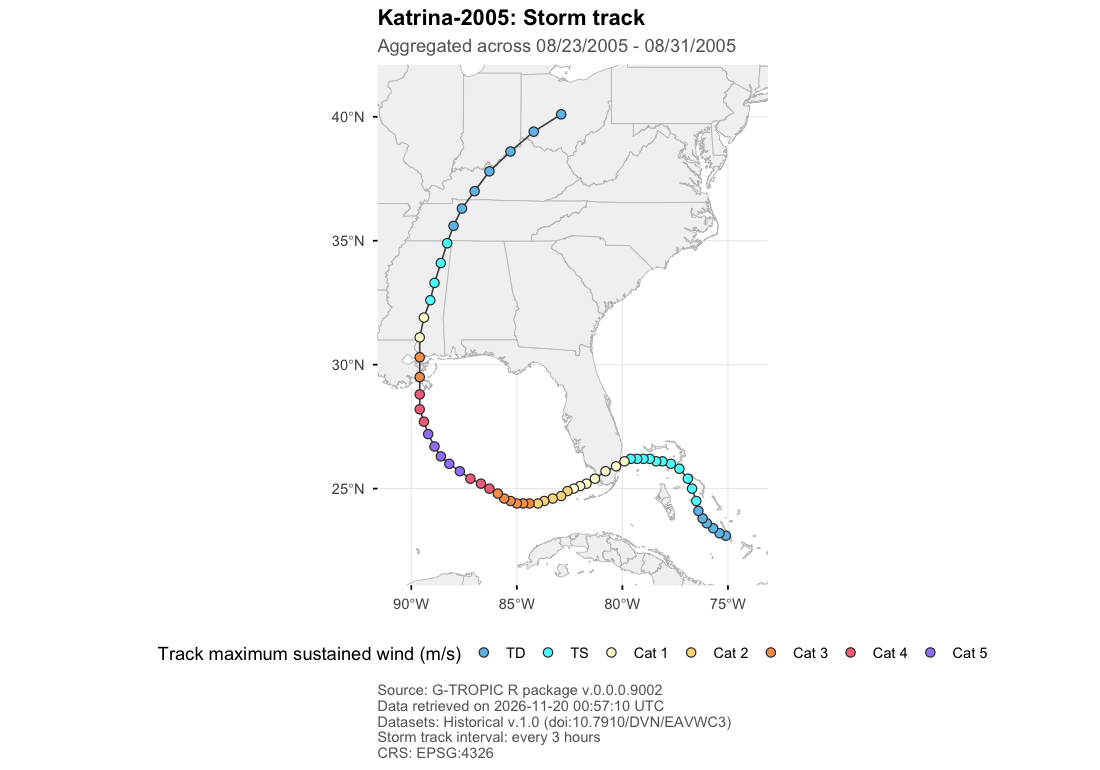 Katrina-2005: Storm track
Aggregated across 08/23/2005 - 08/31/2005
40°N
35°N
30°N
25°N
90°W 85°W 80°W 75°W
Track maximum sustained wind (m/s) TD TS Cat 1 Cat 2 Cat 3 Cat 4 Cat 5
Source: G-TROPIC R package v.0.0.0.9002
Data retrieved on 2026-11-20 00:57:10 UTC
Datasets: Historical v.1.0 (doi:10.7910/DVN/EAVWC3)
Storm track interval: every 3 hours
CRS: EPSG:4326